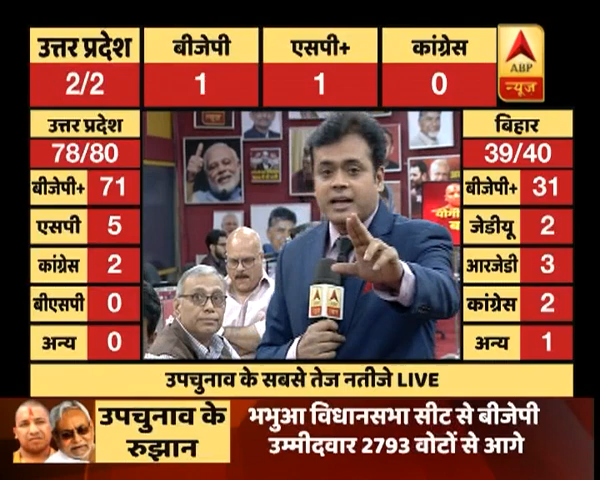 उत्तर प्रदेश बीजेपी एसपी+ कांग्रेस
2/2 1 1 0
ABP
न्यूज़
उत्तर प्रदेश
78/80
बीजेपी+ 71
एसपी 5
कांग्रेस 2
बीएसपी 0
अन्य 0
बिहार
39/40
बीजेपी+ 31
जेडीयू 2
आरजेडी 3
कांग्रेस 2
अन्य 1
उपचुनाव के सबसे तेज नतीजे LIVE
उपचुनाव के
रुझान
भभुआ विधानसभा सीट से बीजेपी
उम्मीदवार 2793 वोटों से आगे